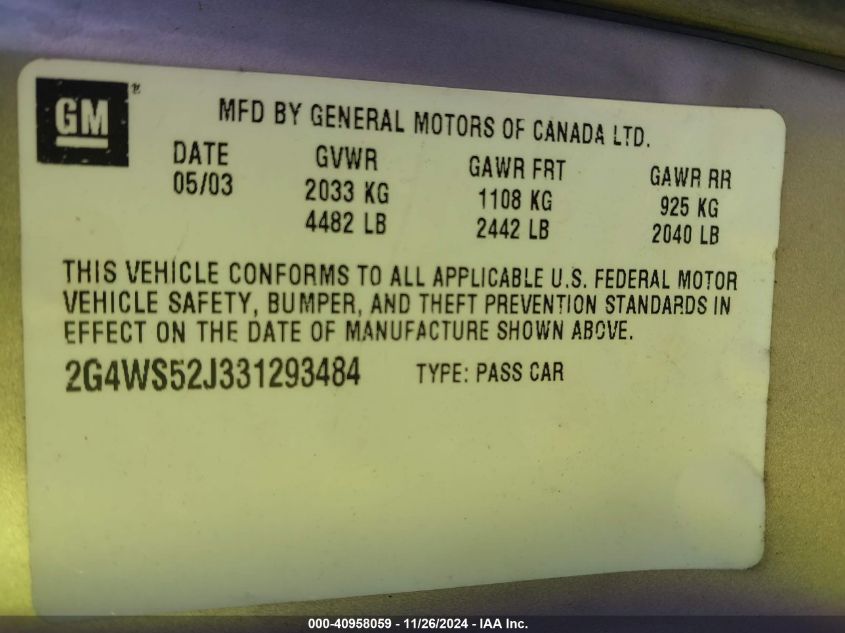 GM ®
MFD BY GENERAL MOTORS OF CANADA LTD.
DATE GVWR GAWR FRT GAWR RR
05/03 2033 KG 1108 KG 925 KG
4482 LB 2442 LB 2040 LB
THIS VEHICLE CONFORMS TO ALL APPLICABLE U.S. FEDERAL MOTOR
VEHICLE SAFETY, BUMPER, AND THEFT PREVENTION STANDARDS IN
EFFECT ON THE DATE OF MANUFACTURE SHOWN ABOVE.
2G4WS52J331293484 TYPE: PASS CAR
000-40958059 - 11/26/2024 - IAA Inc.